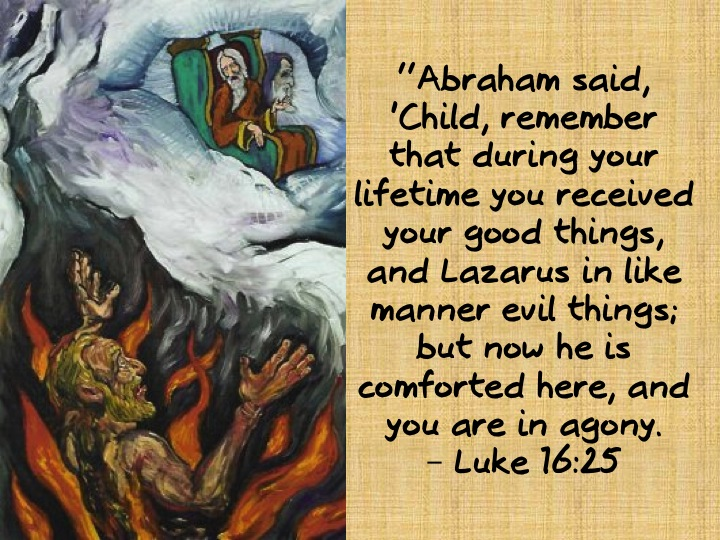 "Abraham said,
'Child, remember
that during your
lifetime you received
your good things,
and Lazarus in like
manner evil things;
but now he is
comforted here, and
you are in agony.
– Luke 16:25